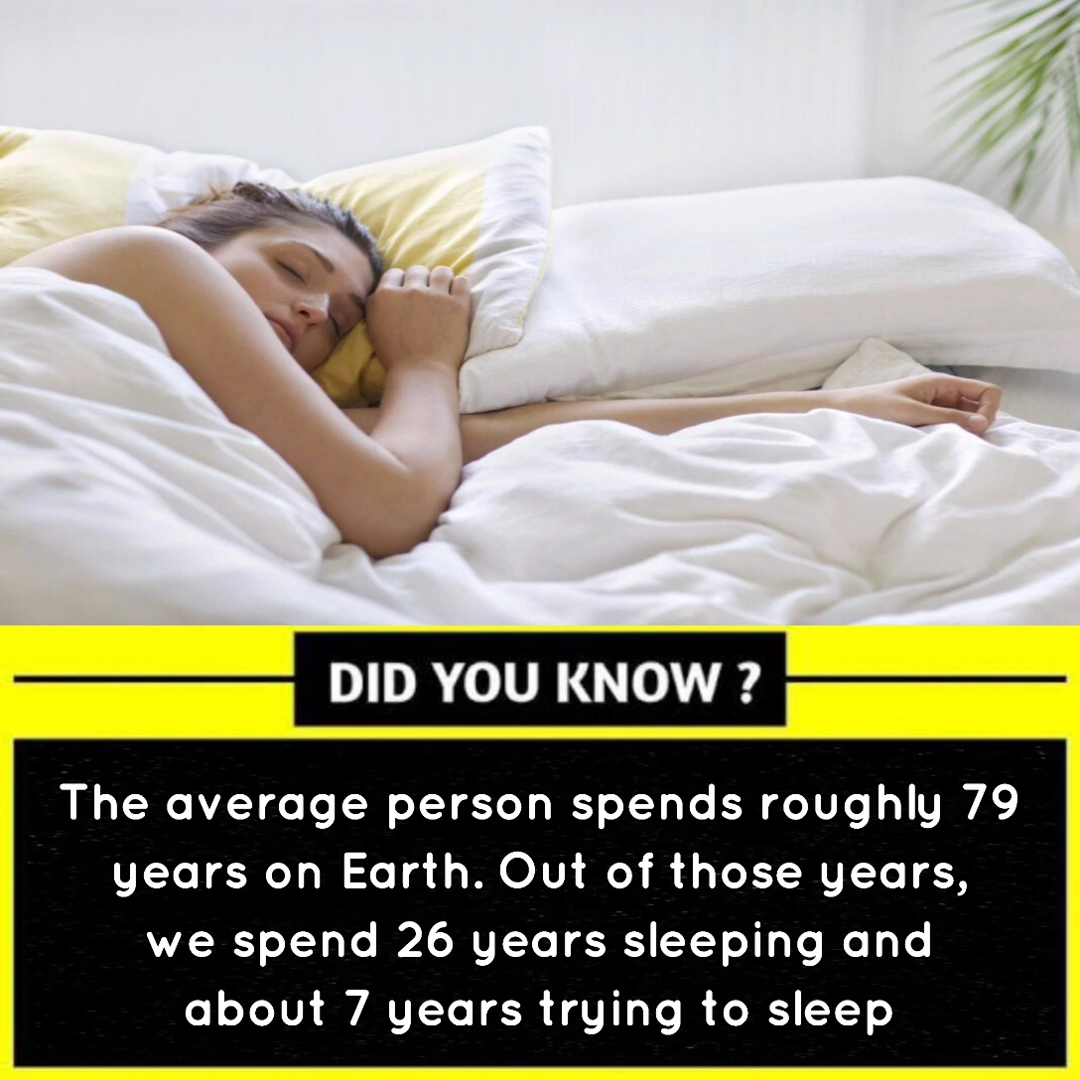 DID YOU KNOW ?
The average person spends roughly 79
years on Earth. Out of those years,
we spend 26 years sleeping and
about 7 years trying to sleep